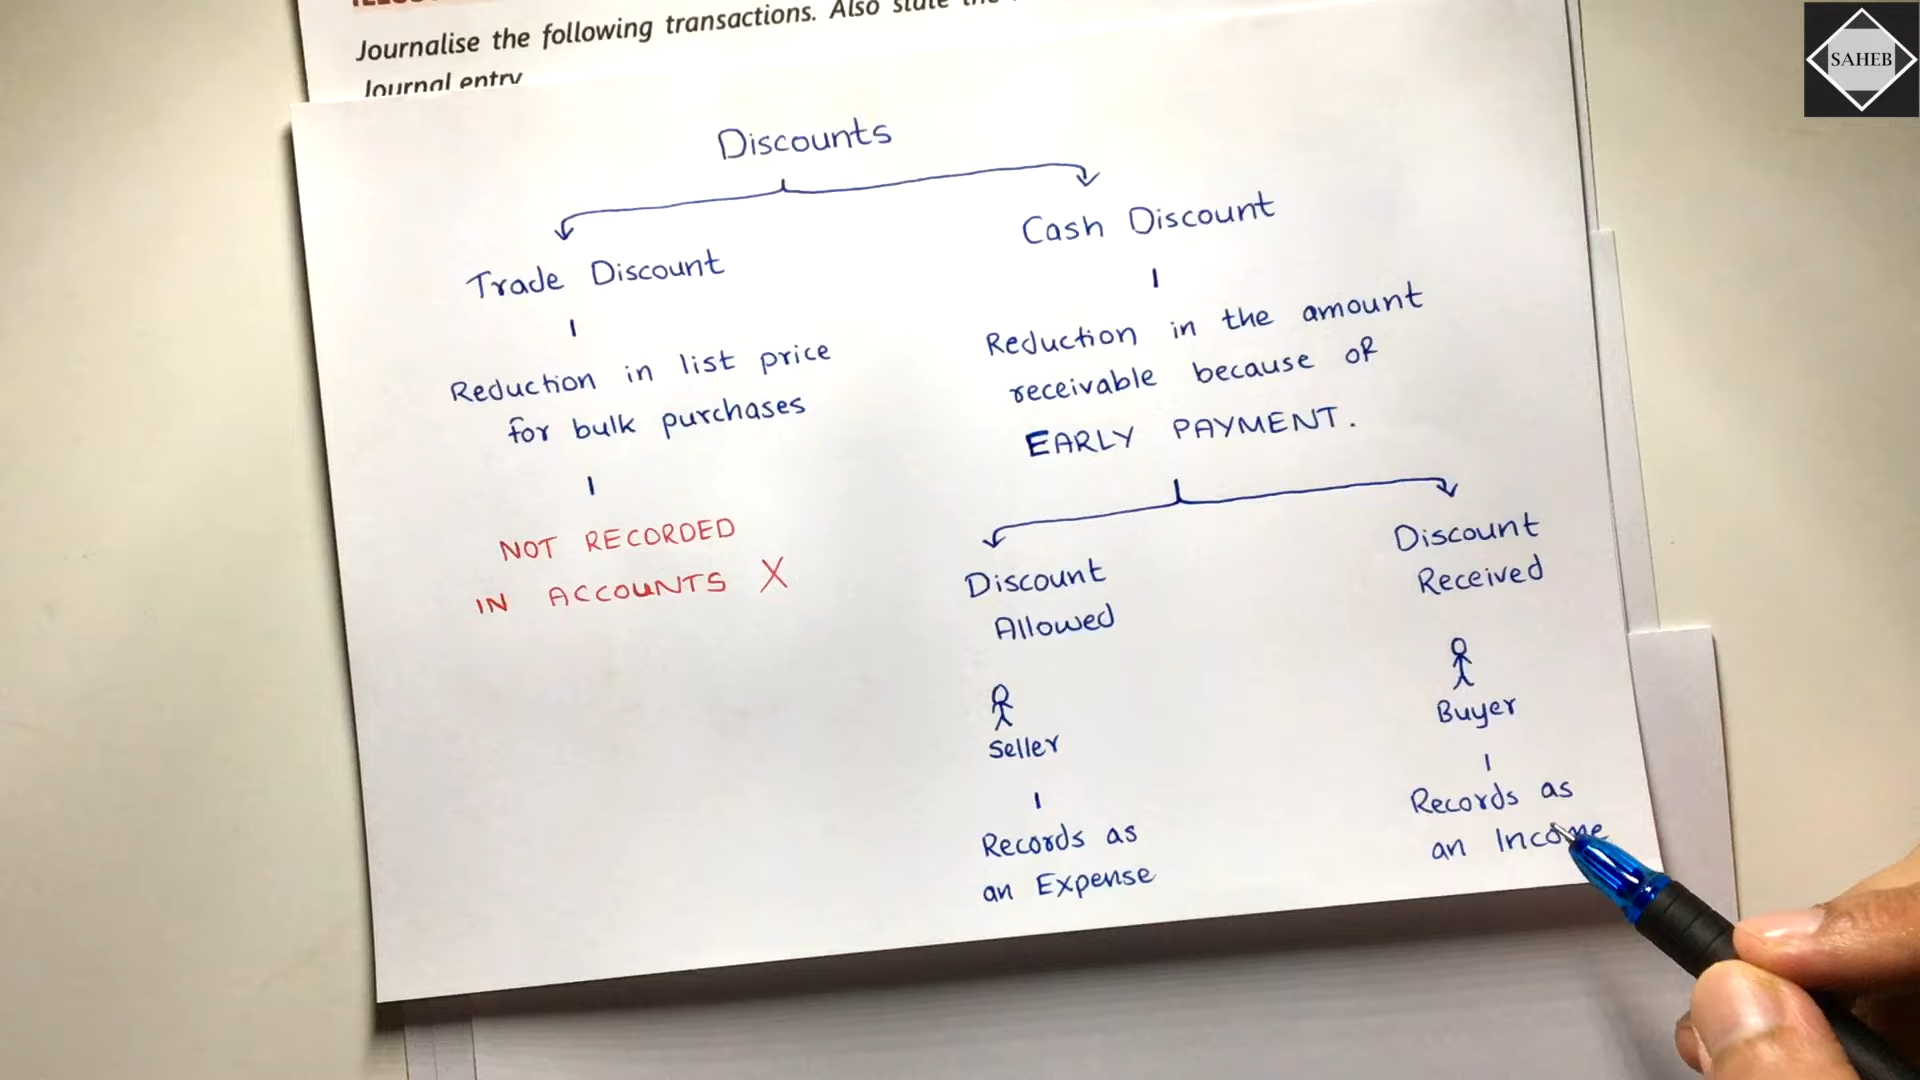 Journalise the following transactions. Also state the
Journal entry
SAHEB
Discounts
Trade Discount
Reduction in list price
for bulk purchases
NOT RECORDED
IN ACCOUNTS X
Cash Discount
Reduction in the amount
receivable because of
EARLY PAYMENT.
Discount
Allowed
Seller
Records as
an Expense
Discount
Received
Buyer
Records as
an Income